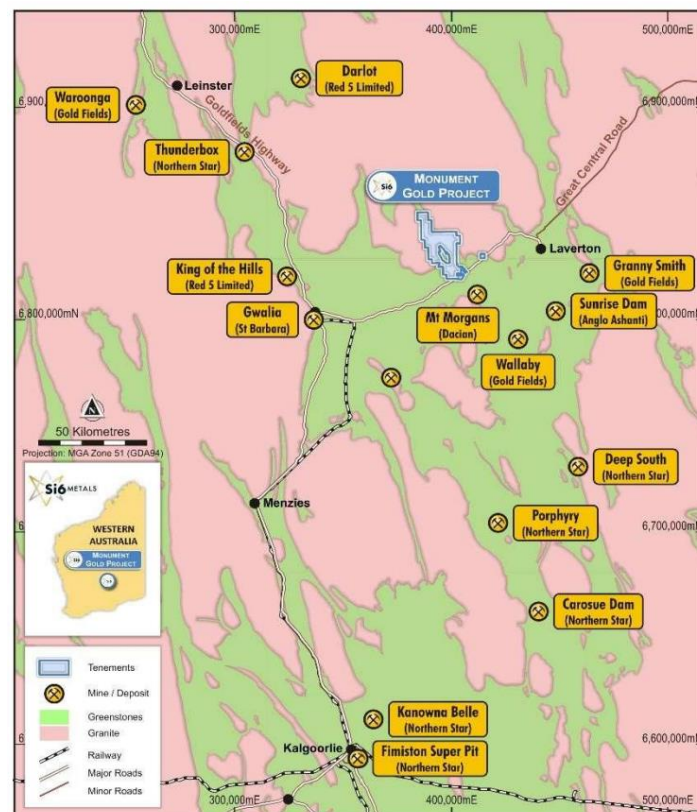 300,000mE
400,000mE
500,000mE
Leinster
Darlot
(Red 5 Limited)
Waroonga
(Gold Fields)
6,900,000mN
6,900,000mN
Goldfields Highway
Thunderbox
(Northern Star)
Great Central Road
Si6
MONUMENT
GOLD PROJECT
Laverton
King of the Hills
(Red 5 Limited)
Granny Smith
(Gold Fields)
Gwalia
(St Barbara)
Mt Morgans
(Dacian)
Sunrise Dam
(Anglo Ashanti)
6,800,000mN
00,000mN
Wallaby
(Gold Fields)
N
50 Kilometres
Projection: MGA Zone 51 (GDA94)
Deep South
(Northern Star)
Si6 METALS
WESTERN
AUSTRALIA
MONUMENT
GOLD PROJECT
Menzies
Porphyry
(Northern Star)
6,700,000mN
Carosue Dam
(Northern Star)
Tenements
Mine / Deposit
Greenstones
Granite
Railway
Major Roads
Minor Roads
Kanowna Belle
(Northern Star)
Kalgoorlie
Fimiston Super Pit
(Northern Star)
6,600,000mN
300,000mE
400,000mE
500,000mE